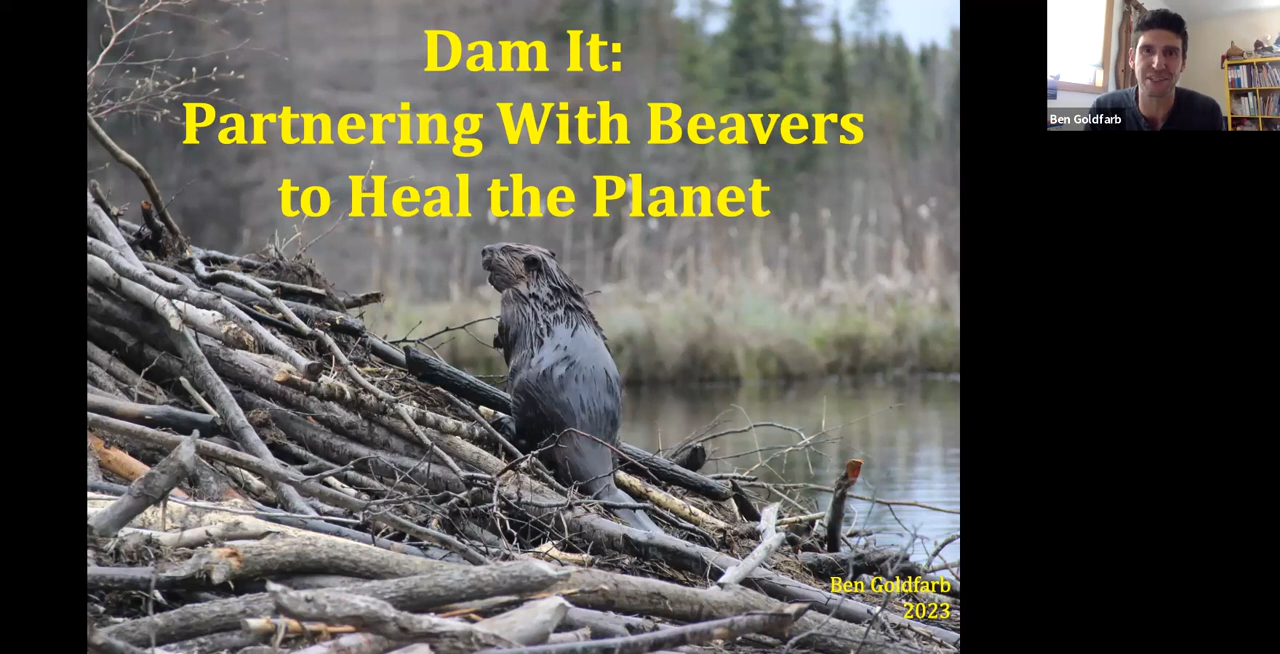 Dam It:
Partnering With Beavers
to Heal the Planet
Ben Goldfarb
2023
Ben Goldfarb